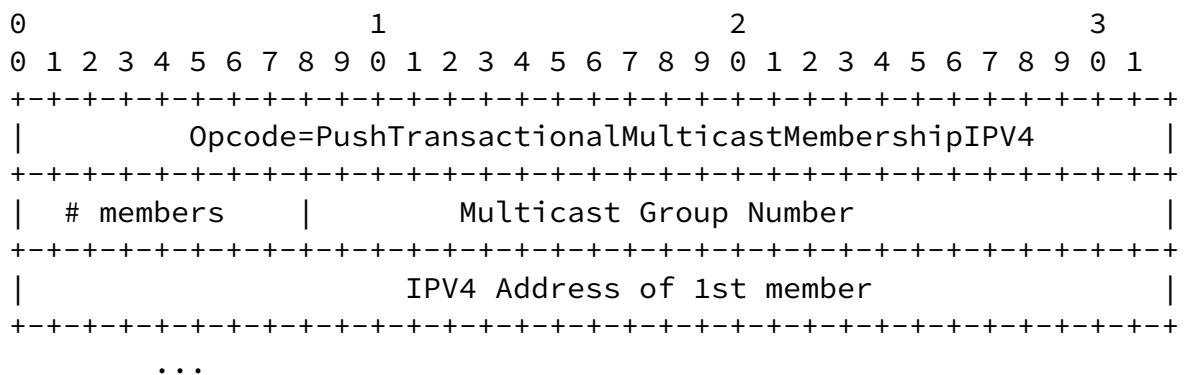 0                   1                   2                   3
0 1 2 3 4 5 6 7 8 9 0 1 2 3 4 5 6 7 8 9 0 1 2 3 4 5 6 7 8 9 0 1
+-+-+-+-+-+-+-+-+-+-+-+-+-+-+-+-+-+-+-+-+-+-+-+-+-+-+-+-+-+-+-+-+
|         Opcode=PushTransactionalMulticastMembershipIPV4       |
+-+-+-+-+-+-+-+-+-+-+-+-+-+-+-+-+-+-+-+-+-+-+-+-+-+-+-+-+-+-+-+-+
|  # members    |        Multicast Group Number                 |
+-+-+-+-+-+-+-+-+-+-+-+-+-+-+-+-+-+-+-+-+-+-+-+-+-+-+-+-+-+-+-+-+
|                     IPV4 Address of 1st member                |
+-+-+-+-+-+-+-+-+-+-+-+-+-+-+-+-+-+-+-+-+-+-+-+-+-+-+-+-+-+-+-+-+
        ...